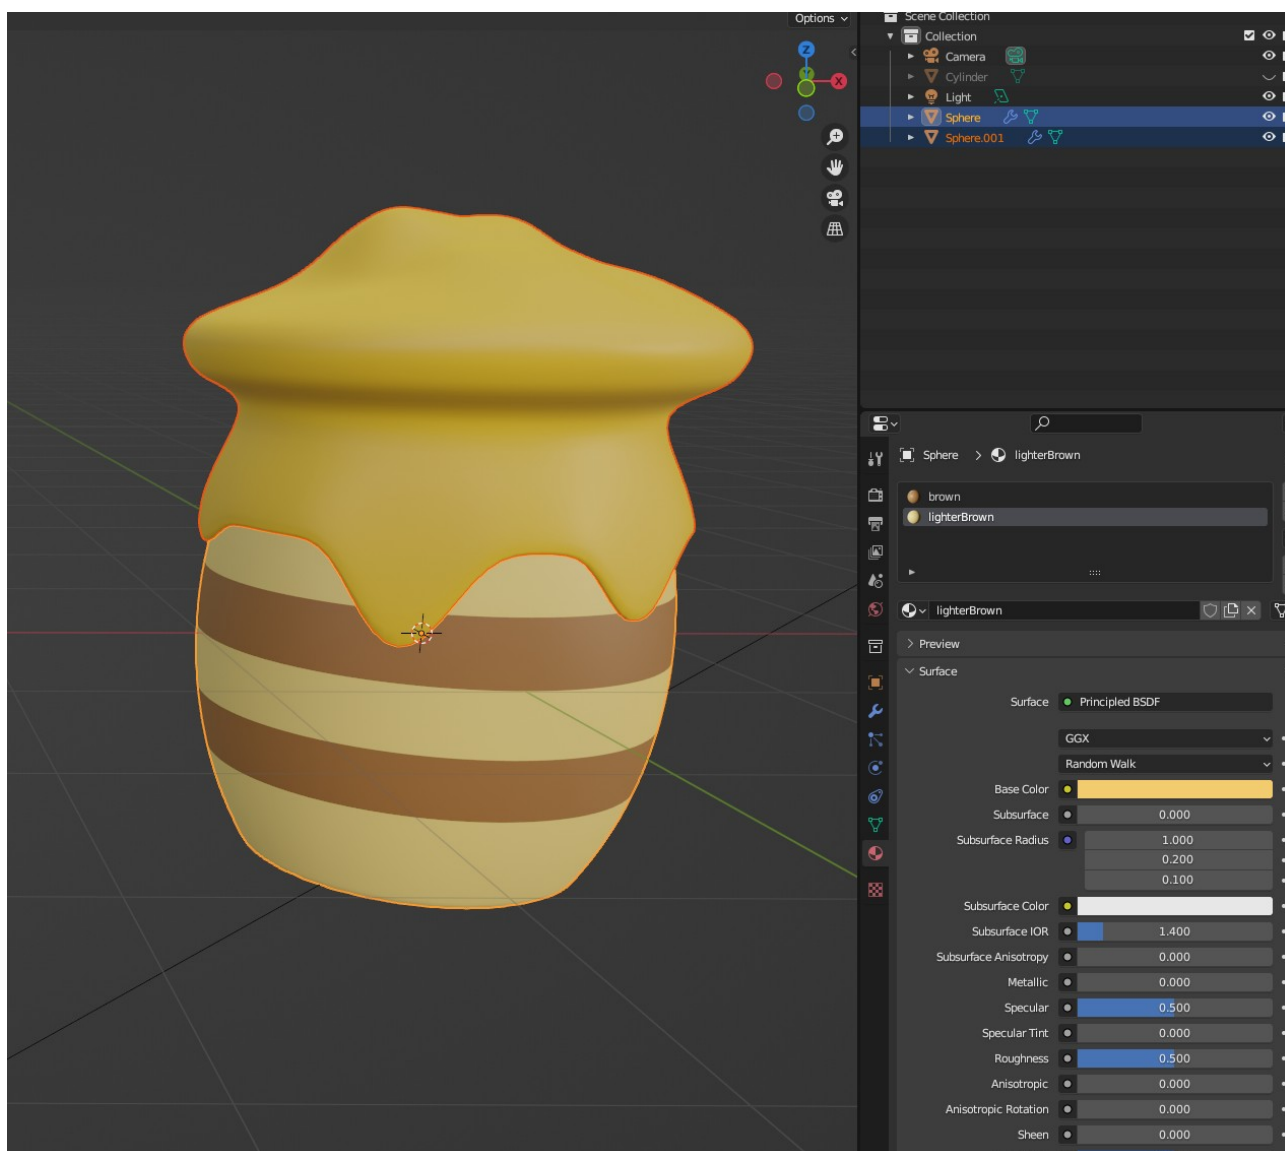 Options
Scene Collection
Collection
Camera
Cylinder
Light
Sphere
Sphere.001
Z
X
Sphere > lighterBrown
brown
lighterBrown
lighterBrown
Preview
Surface
Surface Principled BSDF
GGX
Random Walk
Base Color
Subsurface 0.000
Subsurface Radius 1.000
0.200
0.100
Subsurface Color
Subsurface IOR 1.400
Subsurface Anisotropy 0.000
Metallic 0.000
Specular 0.500
Specular Tint 0.000
Roughness 0.500
Anisotropic 0.000
Anisotropic Rotation 0.000
Sheen 0.000